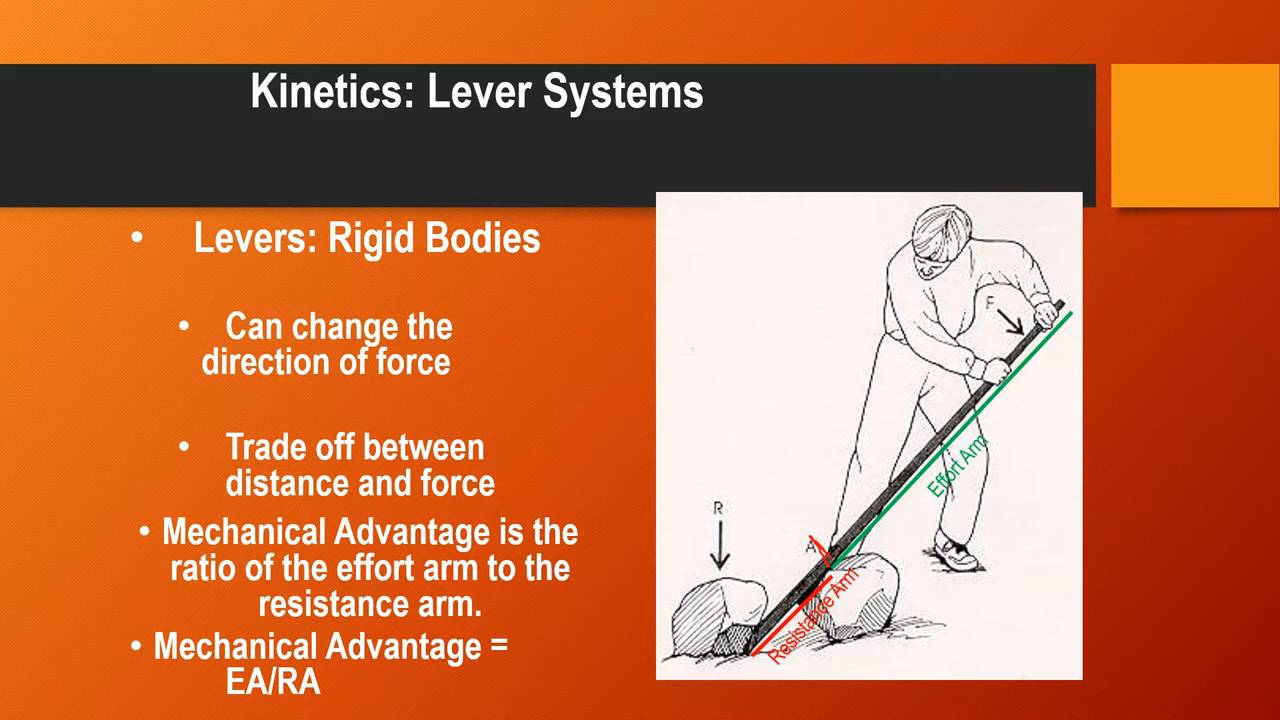 Kinetics: Lever Systems
• Levers: Rigid Bodies
• Can change the
direction of force
• Trade off between
distance and force
• Mechanical Advantage is the
ratio of the effort arm to the
resistance arm.
• Mechanical Advantage =
EA/RA
F
Effort Arm
R
A
Resistance Arm